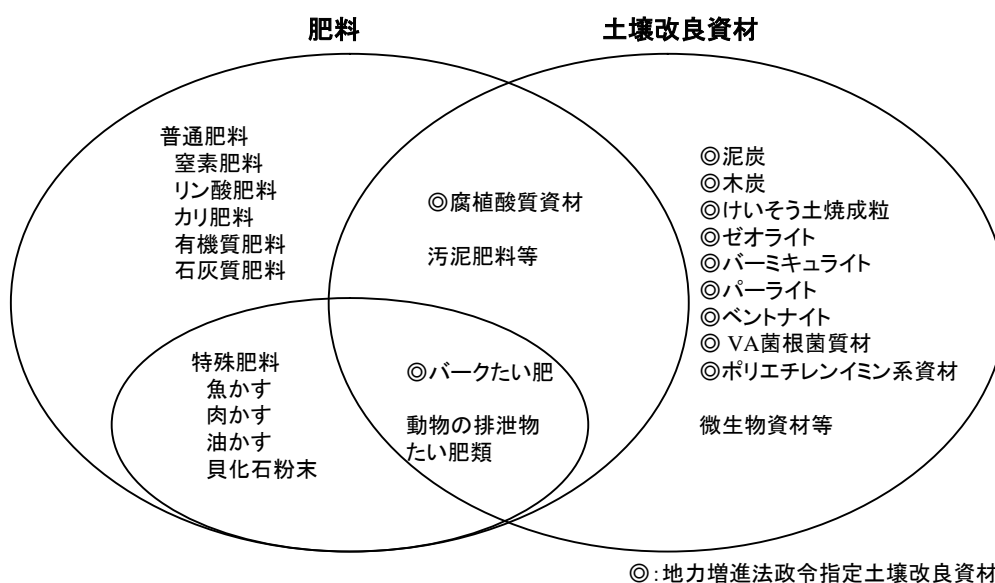 肥料
土壌改良資材
普通肥料
窒素肥料
リン酸肥料
カリ肥料
有機質肥料
石灰質肥料
◎腐植酸質資材
汚泥肥料等
特殊肥料
魚かす
肉かす
油かす
貝化石粉末
◎バークたい肥
動物の排泄物
たい肥類
◎泥炭
◎木炭
◎けいそう土焼成粒
◎ゼオライト
◎バーミキュライト
◎パーライト
◎ベントナイト
◎ VA菌根菌質材
◎ポリエチレンイミン系資材
微生物資材等
◎:地力増進法政令指定土壌改良資材